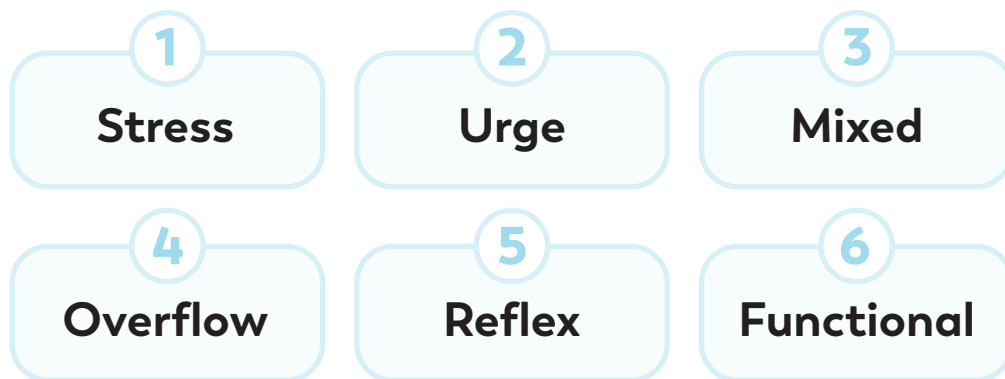 1
Stress
2
Urge
3
Mixed
4
Overflow
5
Reflex
6
Functional